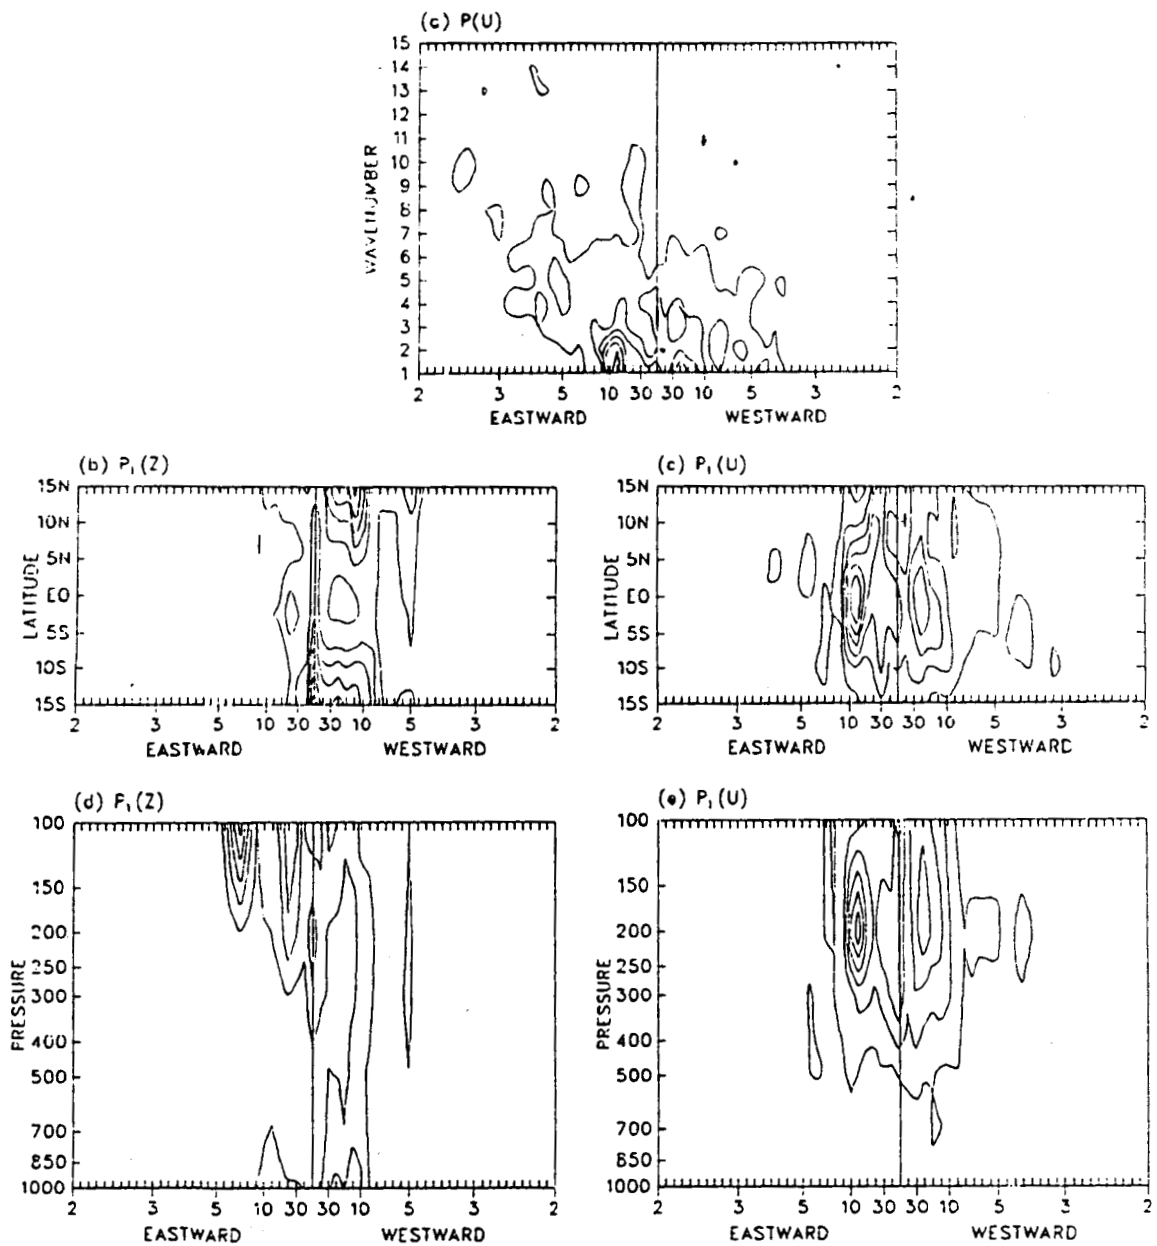 (c) P(U)
15
14
13
12
11
10
9
8
7
6
5
4
3
2
1
WAVENUMBER
2 3 5 10 30 30 10 5 3 2
EASTWARD WESTWARD
(b) P₁(Z)
15N
10N
5N
EQ
5S
10S
15S
LATITUDE
2 3 5 10 30 30 10 5 3 2
EASTWARD WESTWARD
(c) P₁(U)
15N
10N
5N
EQ
5S
10S
15S
LATITUDE
2 3 5 10 30 30 10 5 3 2
EASTWARD WESTWARD
(d) P₁(Z)
100
150
200
250
300
400
500
700
850
1000
PRESSURE
2 3 5 10 30 30 10 5 3 2
EASTWARD WESTWARD
(e) P₁(U)
100
150
200
250
300
400
500
700
850
1000
PRESSURE
2 3 5 10 30 30 10 5 3 2
EASTWARD WESTWARD